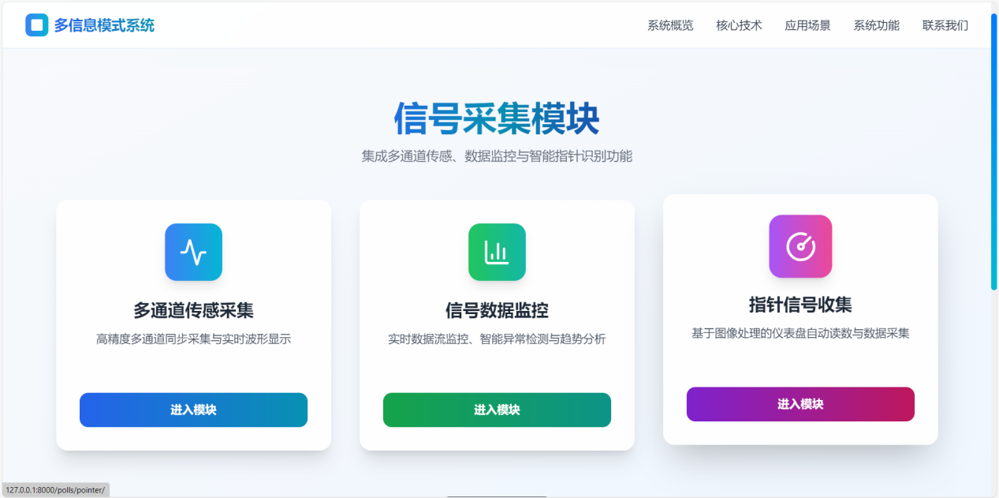 多信息模式系统
系统概览 核心技术 应用场景 系统功能 联系我们
信号采集模块
集成多通道传感、数据监控与智能指针识别功能
多通道传感采集
高精度多通道同步采集与实时波形显示
进入模块
信号数据监控
实时数据流监控、智能异常检测与趋势分析
进入模块
指针信号收集
基于图像处理的仪表盘自动读数与数据采集
进入模块
127.0.0.1:8000/polls/pointer/